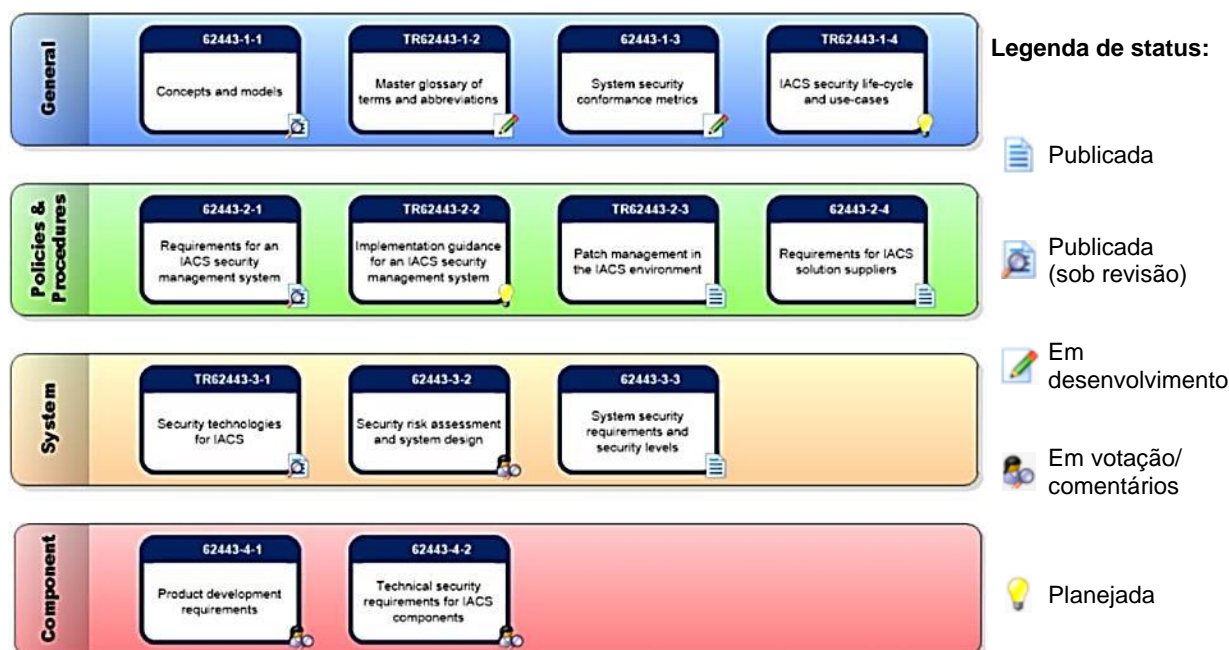 General
62443-1-1
Concepts and models
TR62443-1-2
Master glossary of
terms and abbreviations
62443-1-3
System security
conformance metrics
TR62443-1-4
IACS security life-cycle
and use-cases
Policies &
Procedures
62443-2-1
Requirements for an
IACS security
management system
TR62443-2-2
Implementation guidance
for an IACS security
management system
TR62443-2-3
Patch management in
the IACS environment
62443-2-4
Requirements for IACS
solution suppliers
System
TR62443-3-1
Security technologies
for IACS
62443-3-2
Security risk assessment
and system design
62443-3-3
System security
requirements and
security levels
Component
62443-4-1
Product development
requirements
62443-4-2
Technical security
requirements for IACS
components
Legenda de status:
Publicada
Publicada
(sob revisão)
Em
desenvolvimento
Em votação/
comentários
Planejada